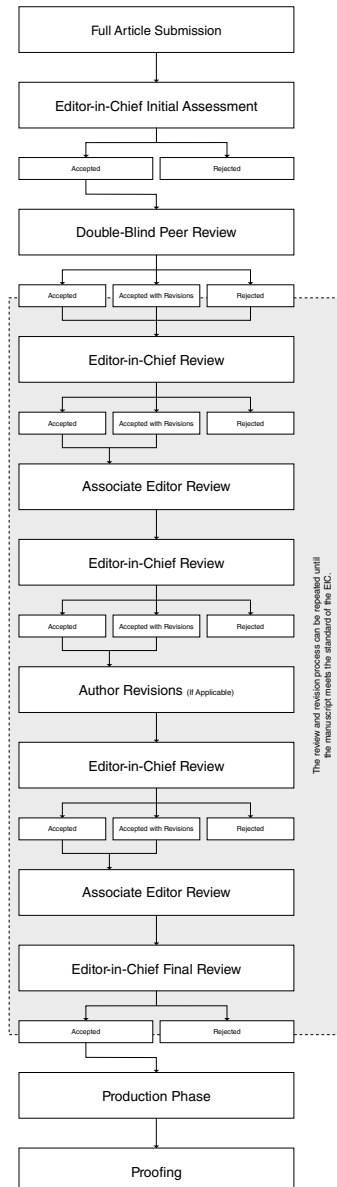 Full Article Submission
Editor-in-Chief Initial Assessment
Accepted
Rejected
Double-Blind Peer Review
Accepted
Accepted with Revisions
Rejected
Editor-in-Chief Review
Accepted
Accepted with Revisions
Rejected
Associate Editor Review
Editor-in-Chief Review
Accepted
Accepted with Revisions
Rejected
Author Revisions (If Applicable)
Editor-in-Chief Review
Accepted
Accepted with Revisions
Rejected
Associate Editor Review
Editor-in-Chief Final Review
Accepted
Rejected
Production Phase
Proofing
The review and revision process can be repeated until
the manuscript meets the standard of the EIC.